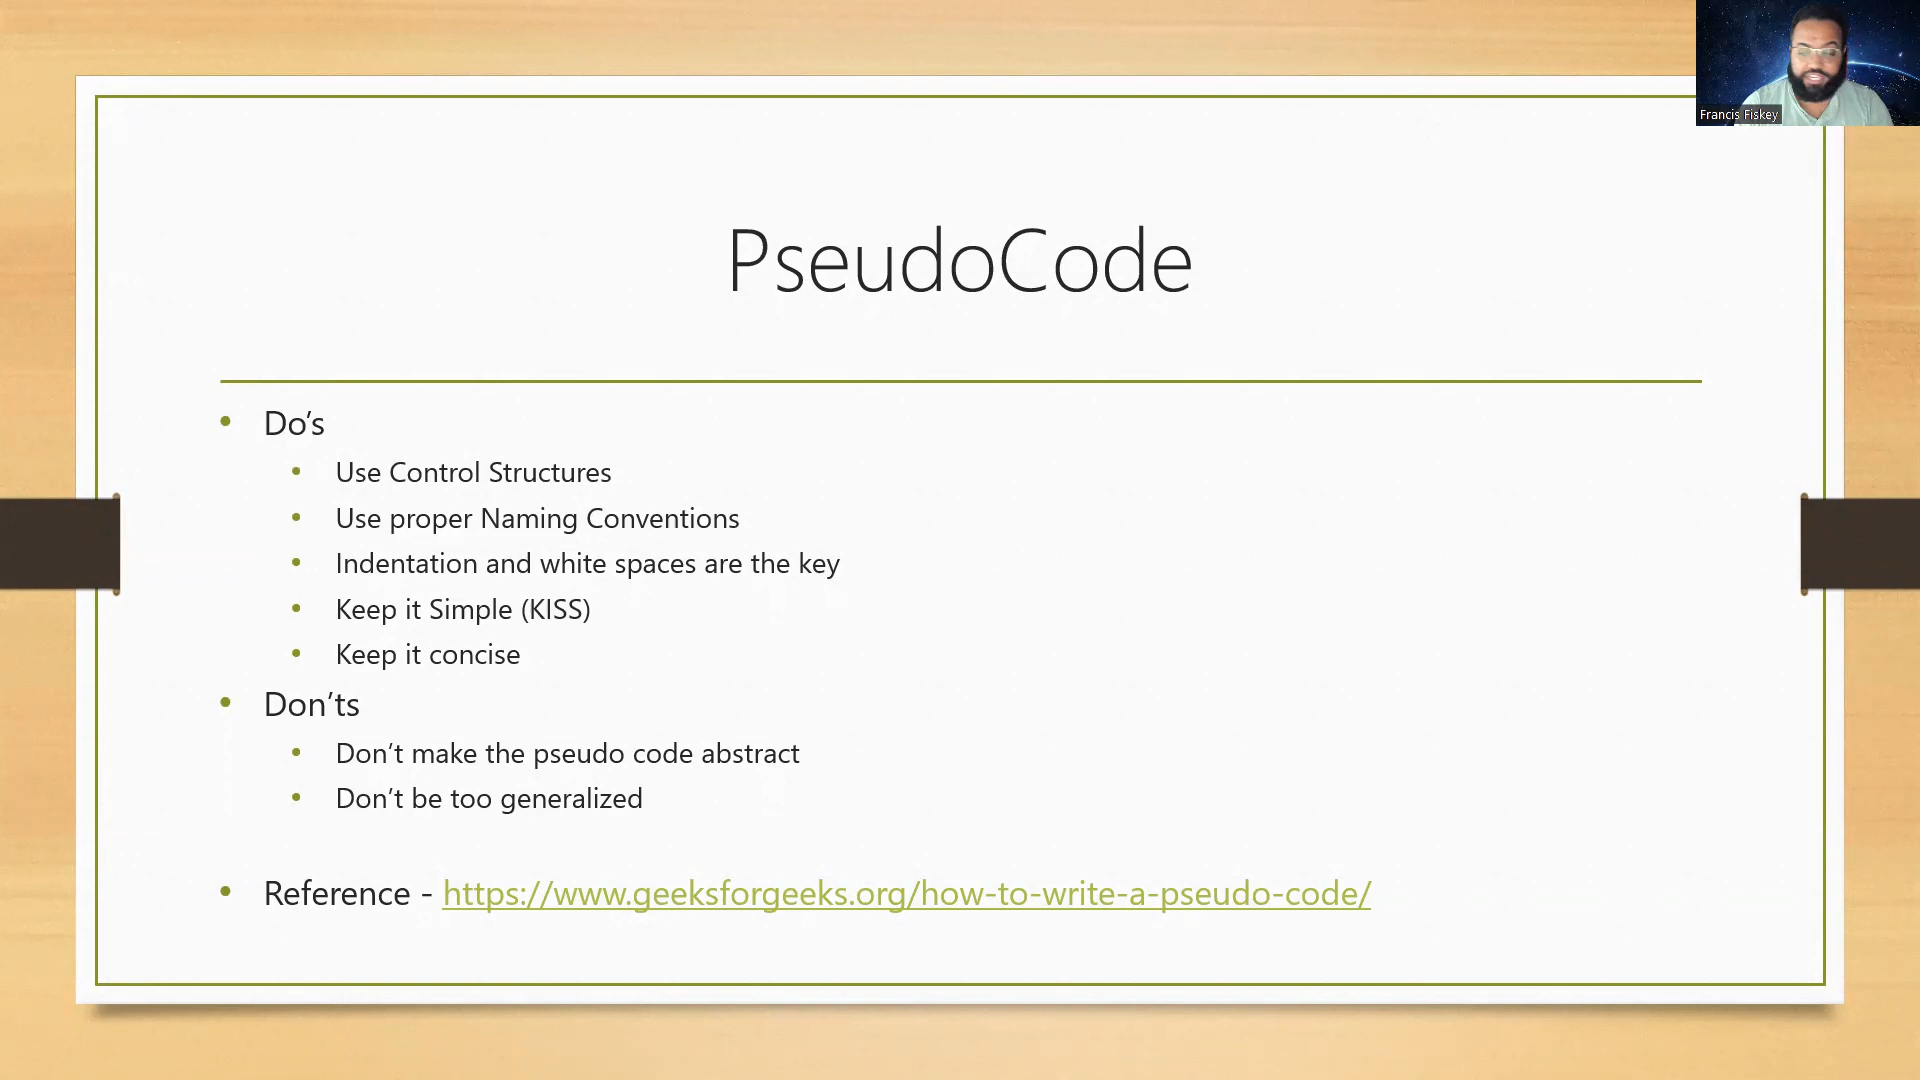 Francis Fiskey
PseudoCode
Do’s
Use Control Structures
Use proper Naming Conventions
Indentation and white spaces are the key
Keep it Simple (KISS)
Keep it concise
Don’ts
Don’t make the pseudo code abstract
Don’t be too generalized
Reference - https://www.geeksforgeeks.org/how-to-write-a-pseudo-code/